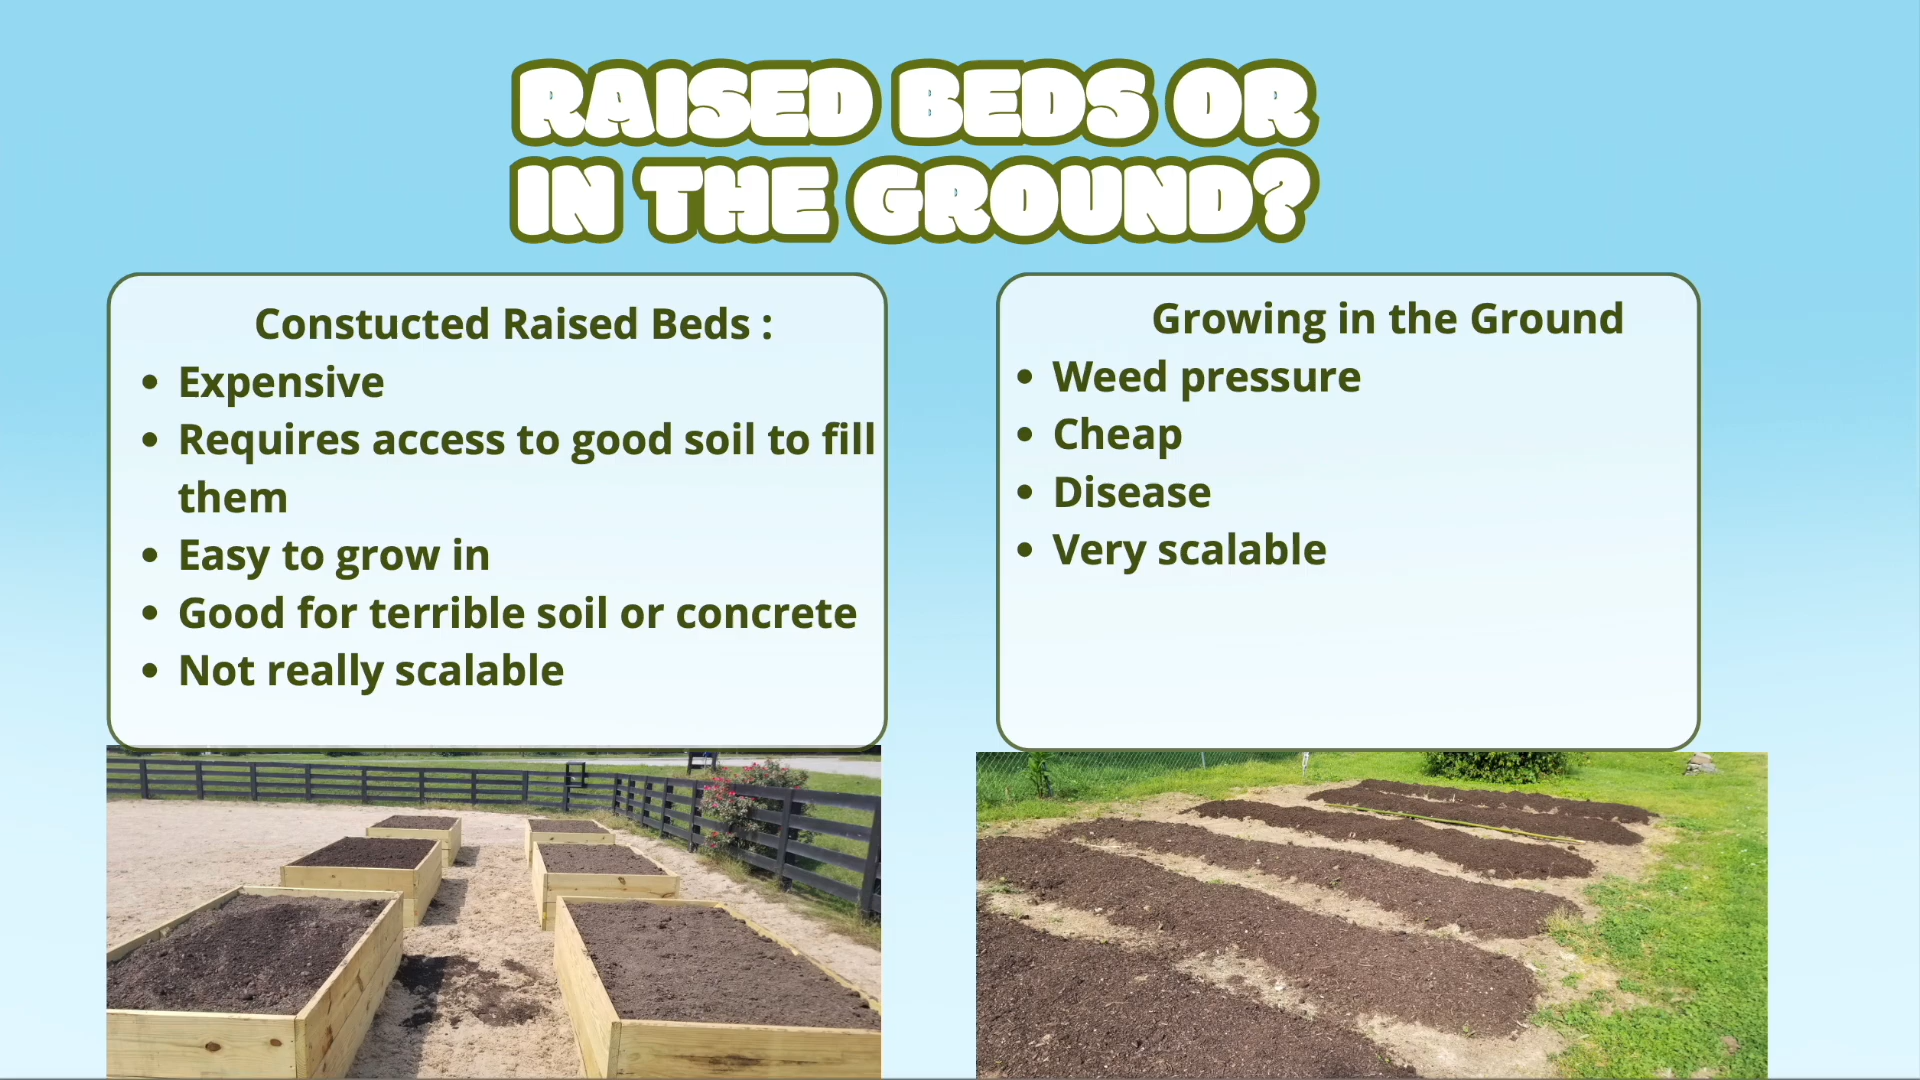 RAISED BEDS OR
IN THE GROUND?
Constucted Raised Beds :
• Expensive
• Requires access to good soil to fill
them
• Easy to grow in
• Good for terrible soil or concrete
• Not really scalable
Growing in the Ground
• Weed pressure
• Cheap
• Disease
• Very scalable